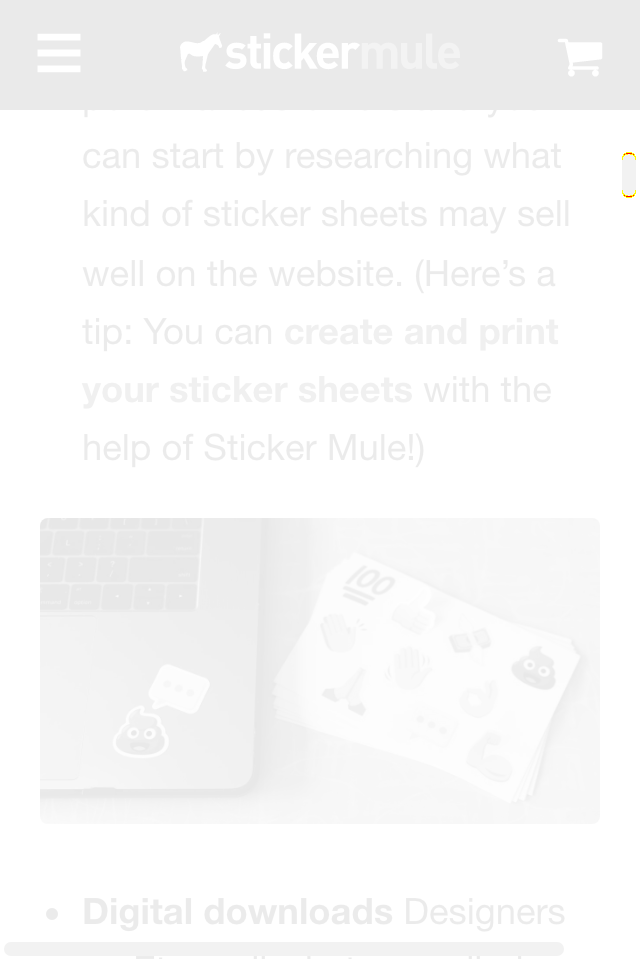 stickermule
can start by researching what
kind of sticker sheets may sell
well on the website. (Here’s a
tip: You can create and print
your sticker sheets with the
help of Sticker Mule!)
100
Digital downloads Designers